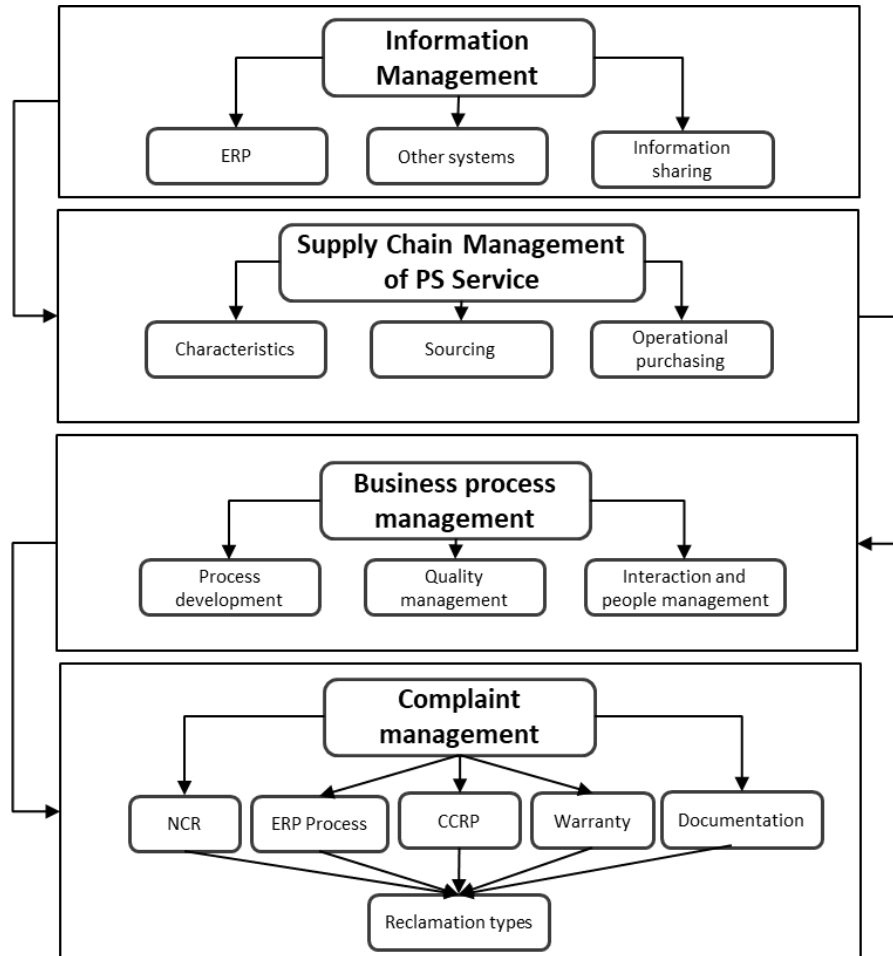 Information
Management
ERP
Other systems
Information
sharing
Supply Chain Management
of PS Service
Characteristics
Sourcing
Operational
purchasing
Business process
management
Process
development
Quality
management
Interaction and
people management
Complaint
management
NCR
ERP Process
CCRP
Warranty
Documentation
Reclamation types